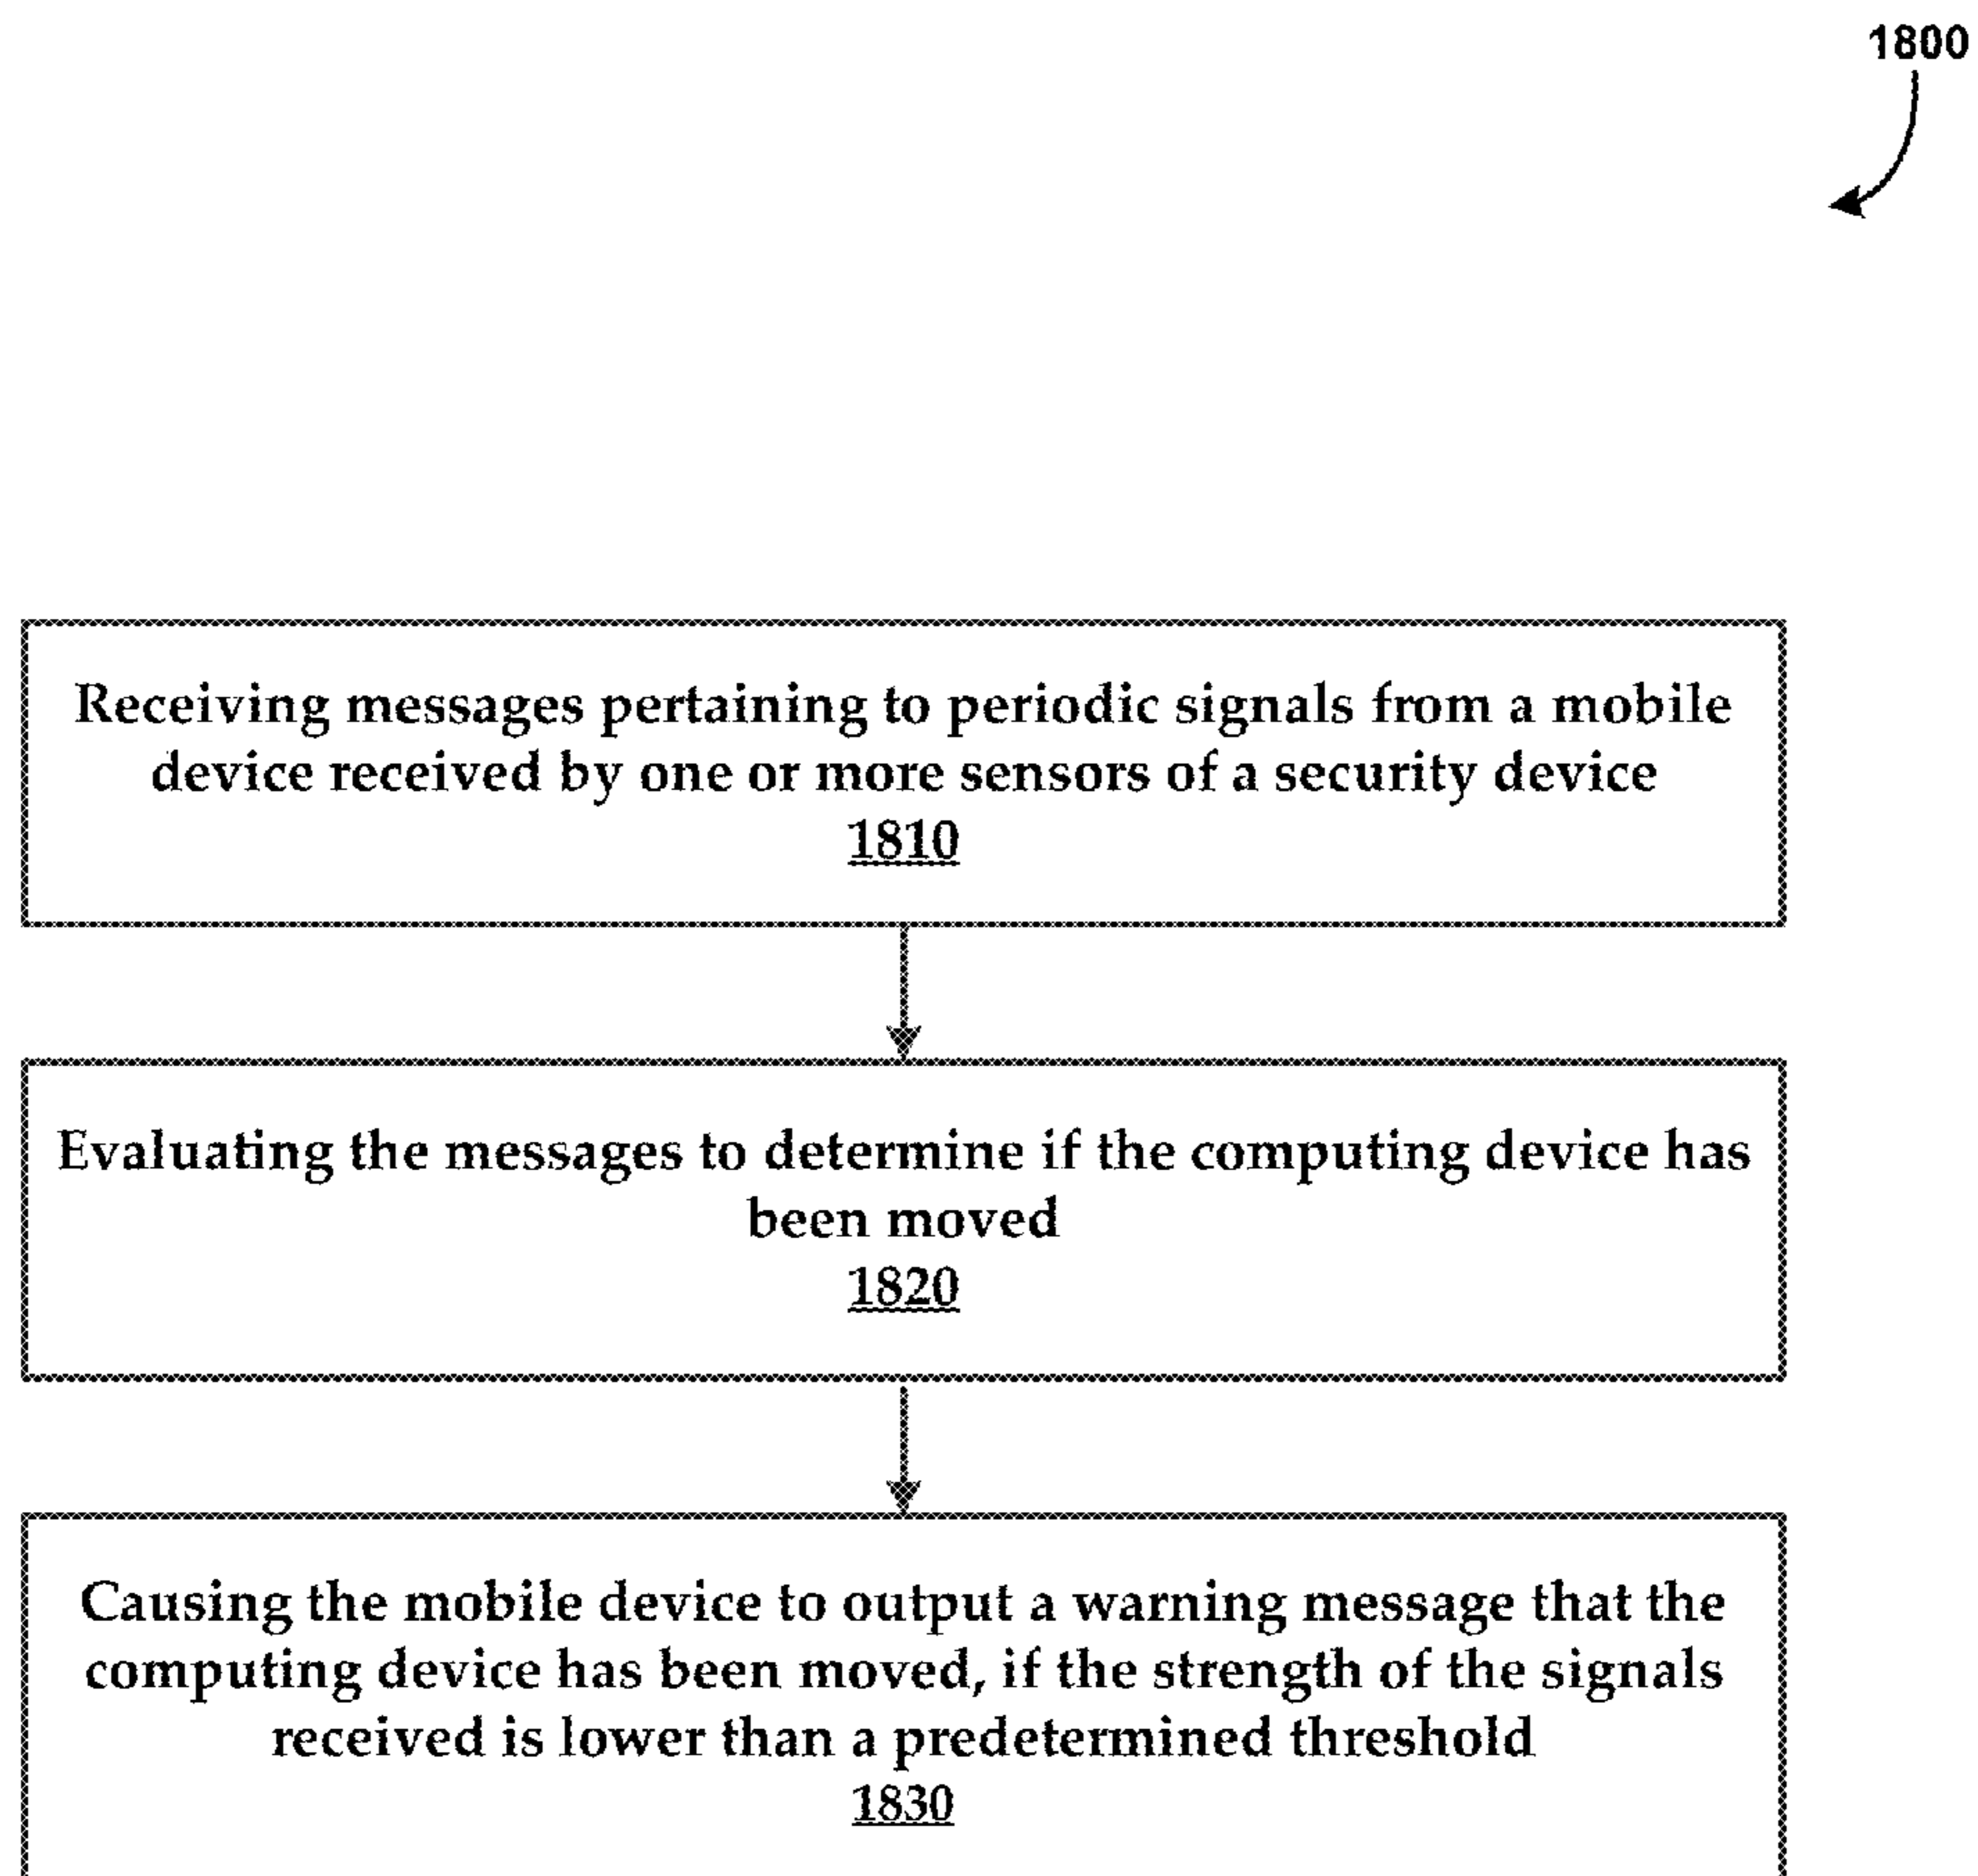 1800
Receiving messages pertaining to periodic signals from a mobile
device received by one or more sensors of a security device
1810
Evaluating the messages to determine if the computing device has
been moved
1820
Causing the mobile device to output a warning message that the
computing device has been moved, if the strength of the signals
received is lower than a predetermined threshold
1830